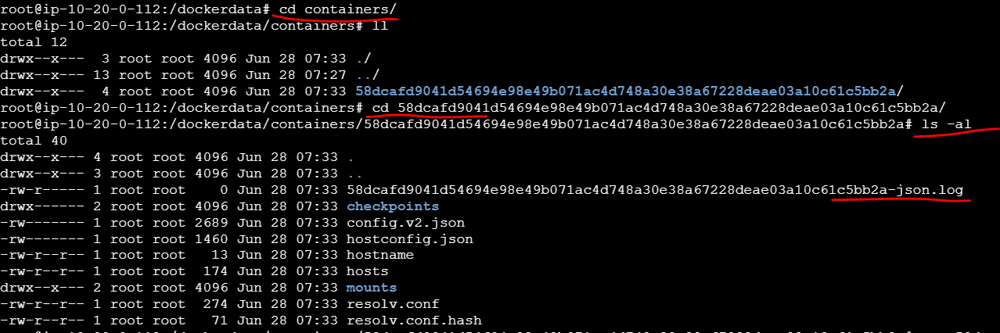 root@ip-10-20-0-112:/dockerdata# cd containers/
root@ip-10-20-0-112:/dockerdata/containers# ll
total 12
drwx--x---  3 root root 4096 Jun 28 07:33 ./
drwx--x--- 13 root root 4096 Jun 28 07:27 ../
drwx--x---  4 root root 4096 Jun 28 07:33 58dcafd9041d54694e98e49b071ac4d748a30e38a67228deae03a10c61c5bb2a/
root@ip-10-20-0-112:/dockerdata/containers# cd 58dcafd9041d54694e98e49b071ac4d748a30e38a67228deae03a10c61c5bb2a/
root@ip-10-20-0-112:/dockerdata/containers/58dcafd9041d54694e98e49b071ac4d748a30e38a67228deae03a10c61c5bb2a# ls -al
total 40
drwx--x--- 4 root root 4096 Jun 28 07:33 .
drwx--x--- 3 root root 4096 Jun 28 07:33 ..
-rw-r----- 1 root root    0 Jun 28 07:33 58dcafd9041d54694e98e49b071ac4d748a30e38a67228deae03a10c61c5bb2a-json.log
drwx------ 2 root root 4096 Jun 28 07:33 checkpoints
-rw------- 1 root root 2689 Jun 28 07:33 config.v2.json
-rw------- 1 root root 1460 Jun 28 07:33 hostconfig.json
-rw-r--r-- 1 root root   13 Jun 28 07:33 hostname
-rw-r--r-- 1 root root  174 Jun 28 07:33 hosts
drwx--x--- 2 root root 4096 Jun 28 07:33 mounts
-rw-r--r-- 1 root root  274 Jun 28 07:33 resolv.conf
-rw-r--r-- 1 root root   71 Jun 28 07:33 resolv.conf.hash